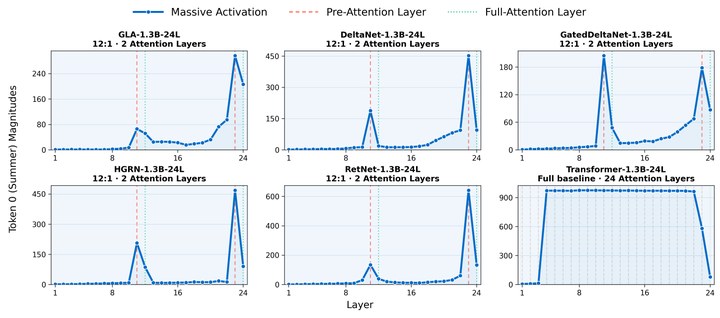 Massive Activation Pre-Attention Layer Full-Attention Layer
GLA-1.3B-24L
12:1 · 2 Attention Layers
240
160
80
0
1 8 16 24
DeltaNet-1.3B-24L
12:1 · 2 Attention Layers
450
300
150
0
1 8 16 24
GatedDeltaNet-1.3B-24L
12:1 · 2 Attention Layers
180
120
60
0
1 8 16 24
HGRN-1.3B-24L
12:1 · 2 Attention Layers
450
300
150
0
1 8 16 24
RetNet-1.3B-24L
12:1 · 2 Attention Layers
600
400
200
0
1 8 16 24
Transformer-1.3B-24L
Full baseline · 24 Attention Layers
900
600
300
0
1 8 16 24
Token 0 (Summer) Magnitudes
Layer